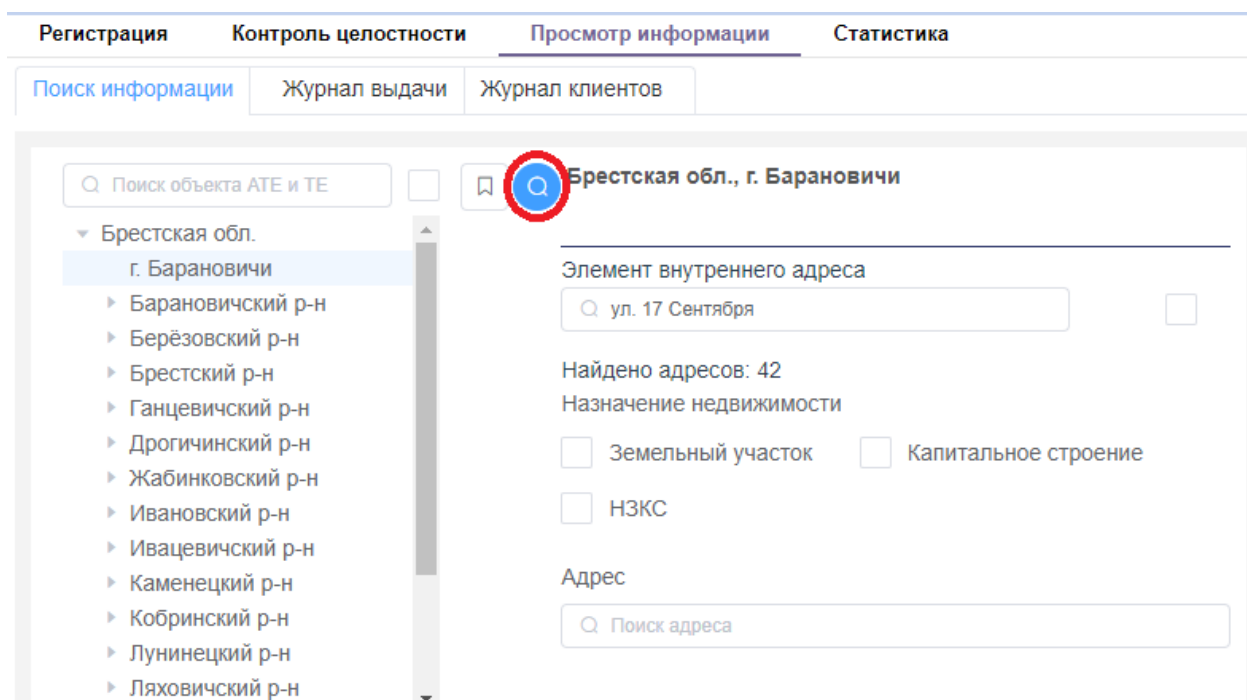 Регистрация Контроль целостности Просмотр информации Статистика
Поиск информации Журнал выдачи Журнал клиентов
Поиск объекта АТЕ и ТЕ
Брестская обл.
г. Барановичи
Барановичский р-н
Берёзовский р-н
Брестский р-н
Ганцевичский р-н
Дрогичинский р-н
Жабинковский р-н
Ивановский р-н
Ивацевичский р-н
Каменецкий р-н
Кобринский р-н
Лунинецкий р-н
Ляховичский р-н
Брестская обл., г. Барановичи
Элемент внутреннего адреса
ул. 17 Сентября
Найдено адресов: 42
Назначение недвижимости
Земельный участок Капитальное строение
НЗКС
Адрес
Поиск адреса